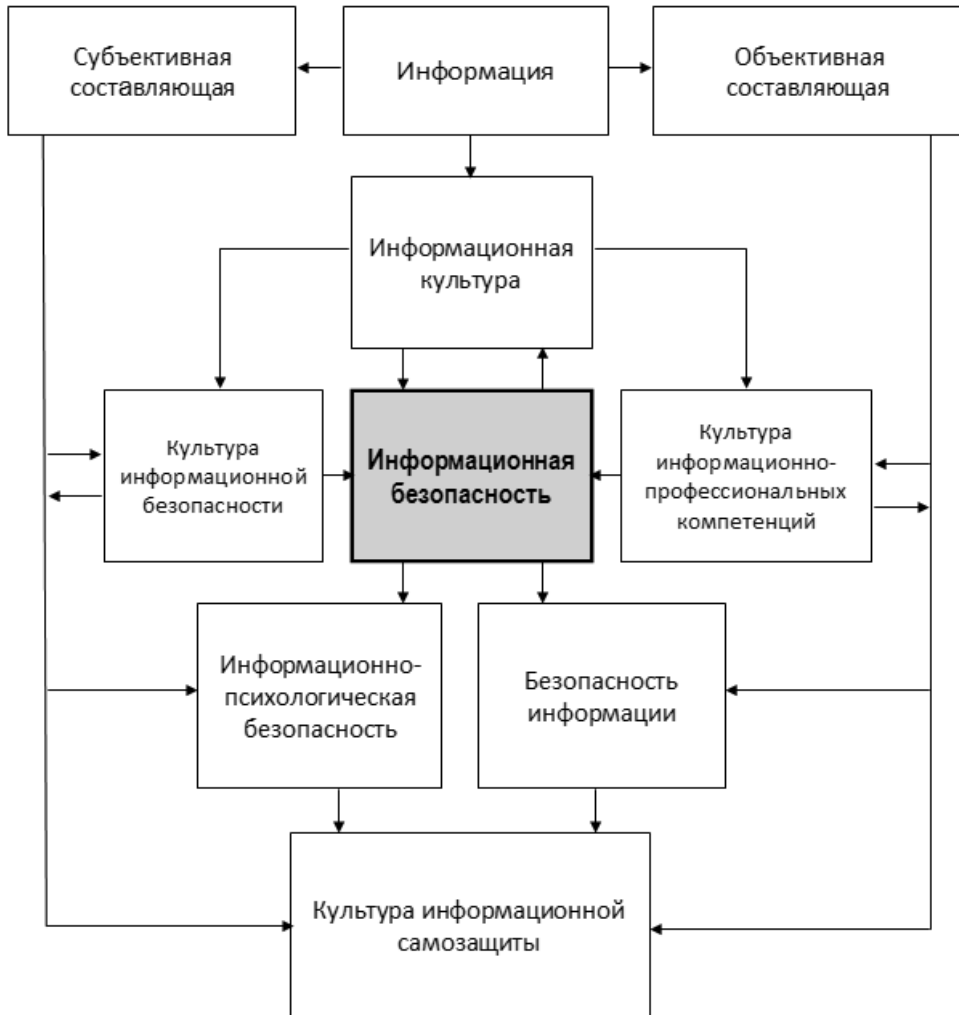 Субъективная
составляющая
Информация
Объективная
составляющая
Информационная
культура
Культура
информационной
безопасности
Информационная
безопасность
Культура
информационно-
профессиональных
компетенций
Информационно-
психологическая
безопасность
Безопасность
информации
Культура информационной
самозащиты